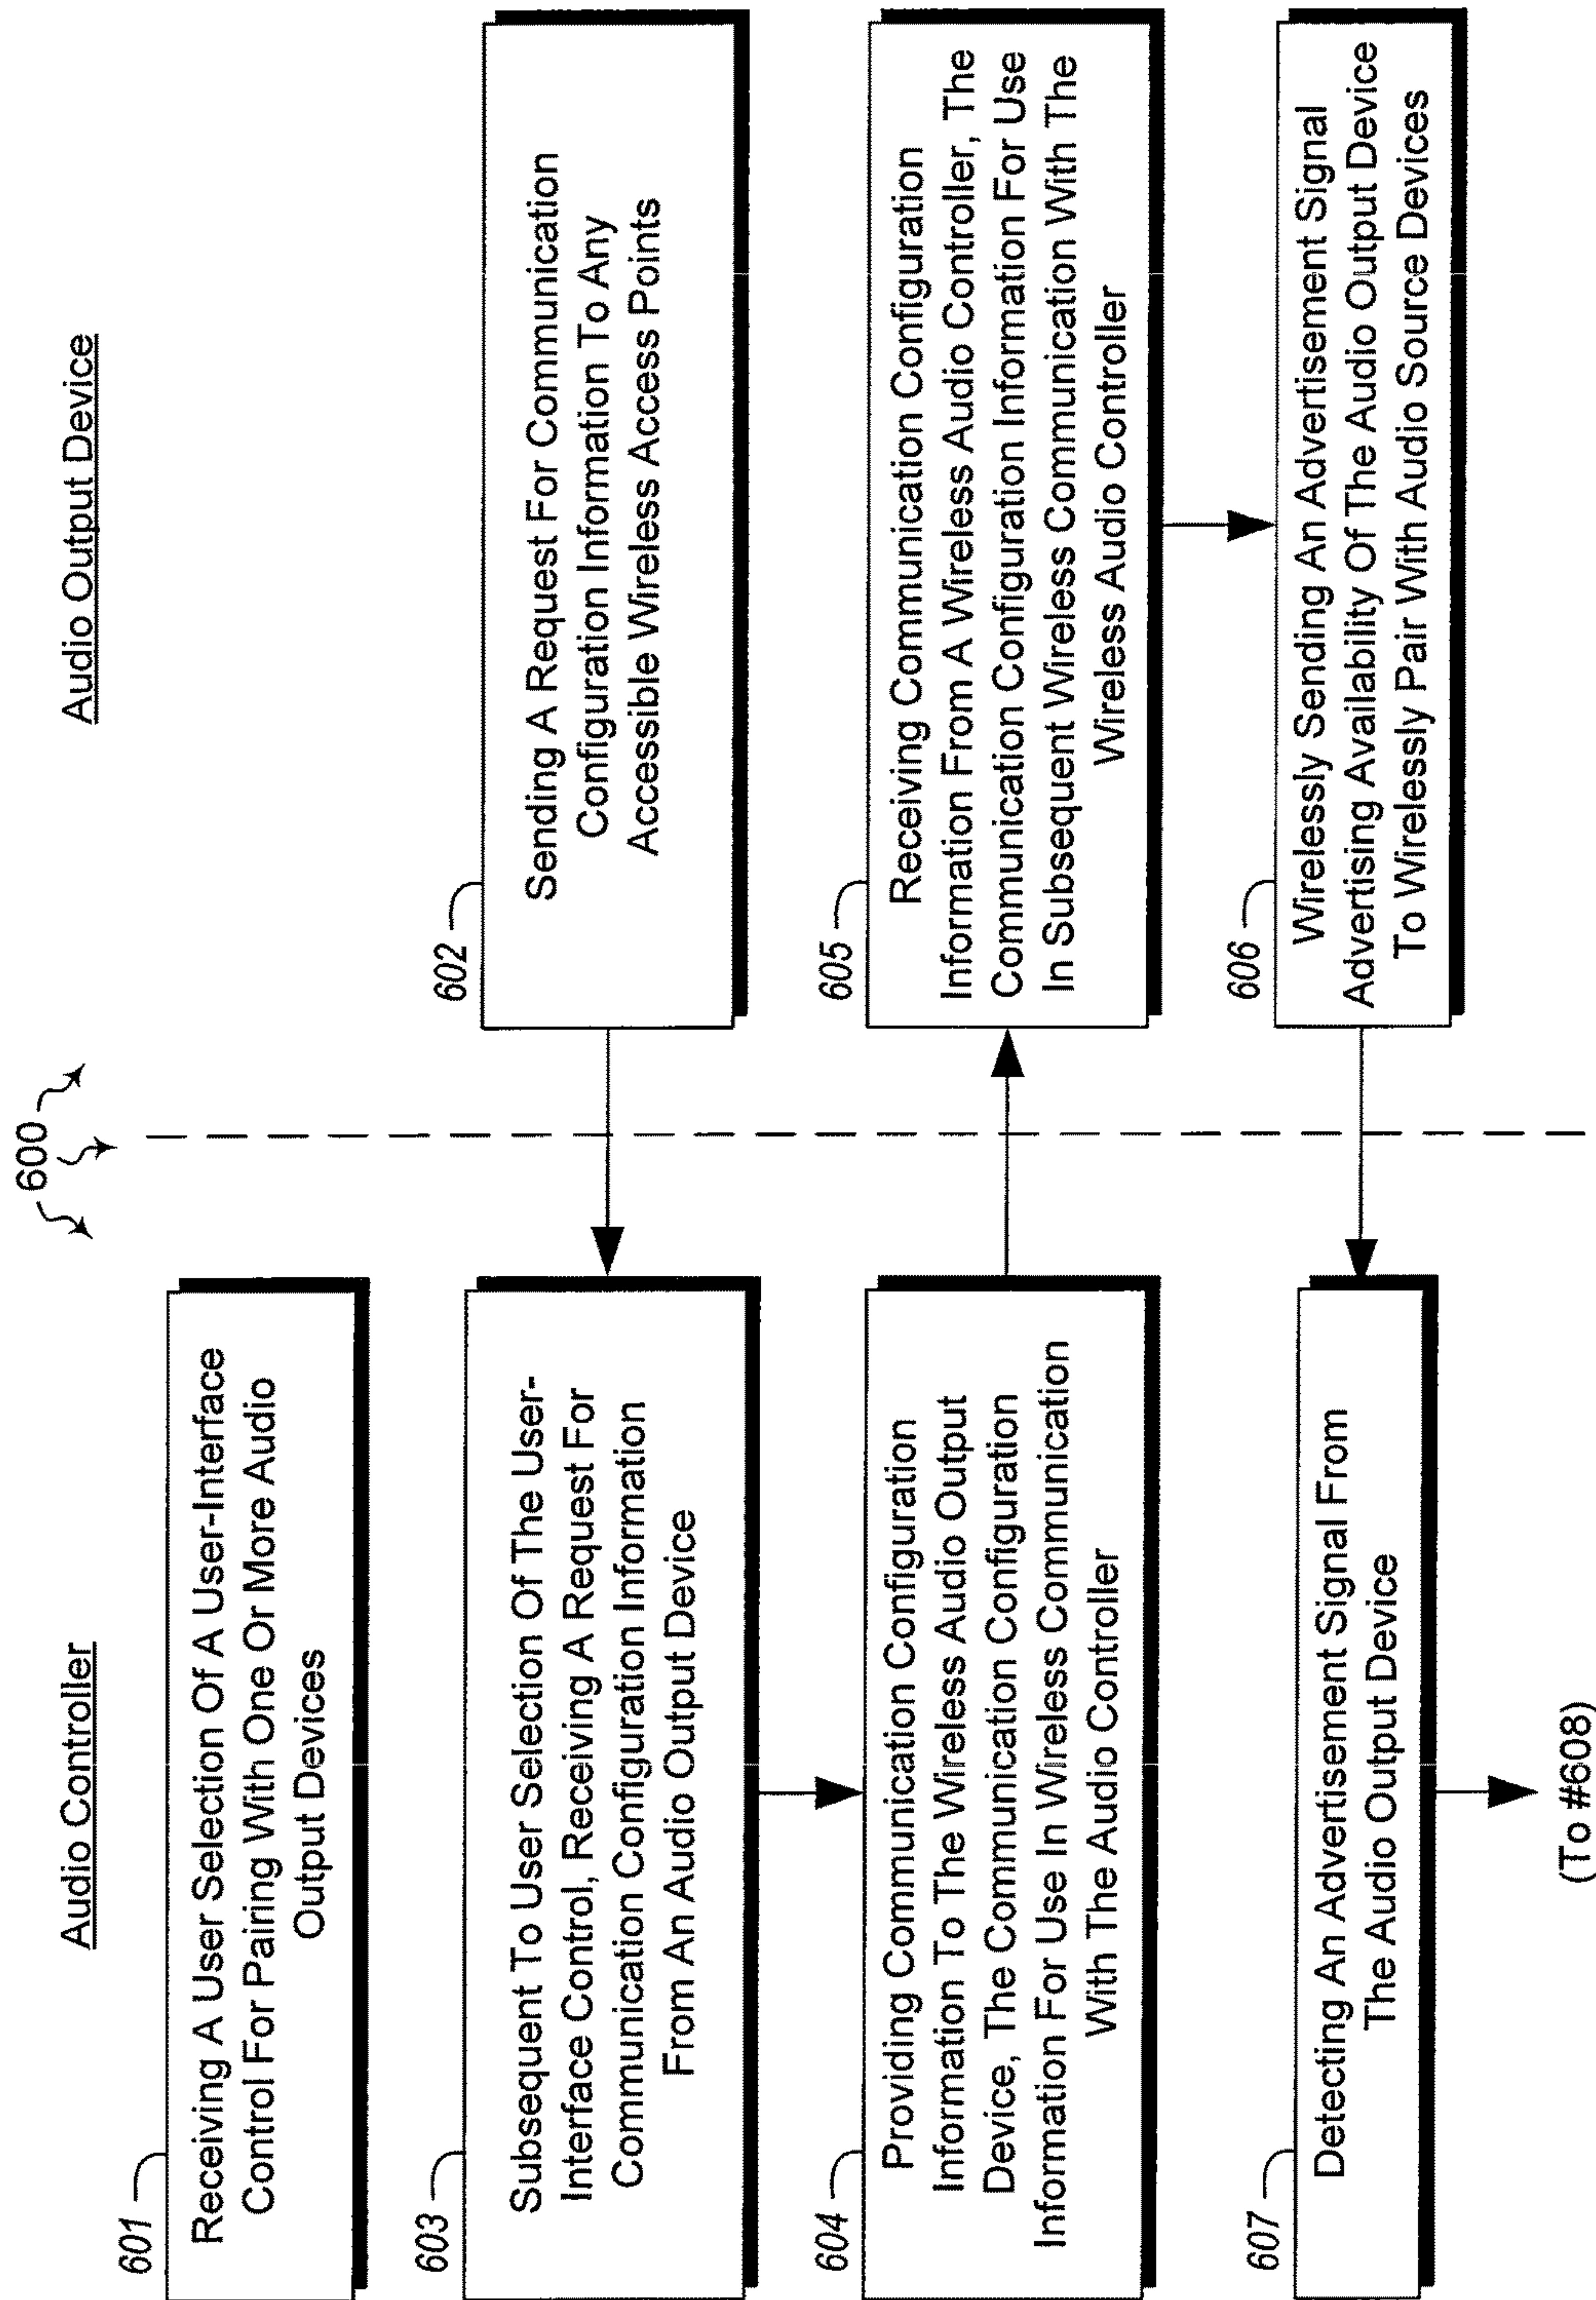 600
Audio Controller
Audio Output Device
601
Receiving A User Selection Of A User-Interface
Control For Pairing With One Or More Audio
Output Devices
602
Sending A Request For Communication
Configuration Information To Any
Accessible Wireless Access Points
603
Subsequent To User Selection Of The User-
Interface Control, Receiving A Request For
Communication Configuration Information
From An Audio Output Device
604
Providing Communication Configuration
Information To The Wireless Audio Output
Device, The Communication Configuration
Information For Use In Wireless Communication
With The Audio Controller
605
Receiving Communication Configuration
Information From A Wireless Audio Controller, The
Communication Configuration Information For Use
In Subsequent Wireless Communication With The
Wireless Audio Controller
606
Wirelessly Sending An Advertisement Signal
Advertising Availability Of The Audio Output Device
To Wirelessly Pair With Audio Source Devices
607
Detecting An Advertisement Signal From
The Audio Output Device
(To #608)